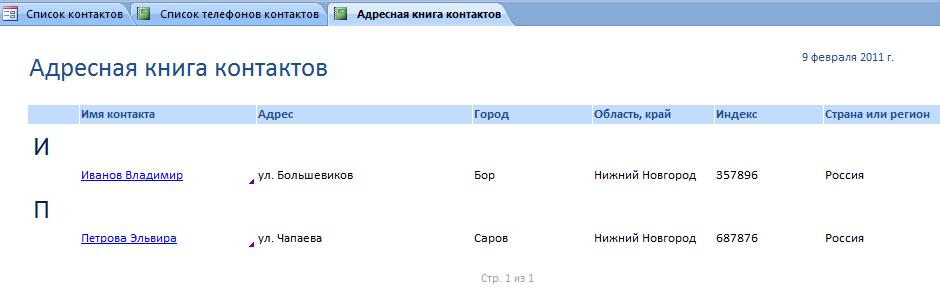 Список контактов Список телефонов контактов Адресная книга контактов
9 февраля 2011 г.
Адресная книга контактов
Имя контакта Адрес Город Область, край Индекс Страна или регион
И
Иванов Владимир ул. Большевиков Бор Нижний Новгород 357896 Россия
П
Петрова Эльвира ул. Чапаева Саров Нижний Новгород 687876 Россия
Стр. 1 из 1